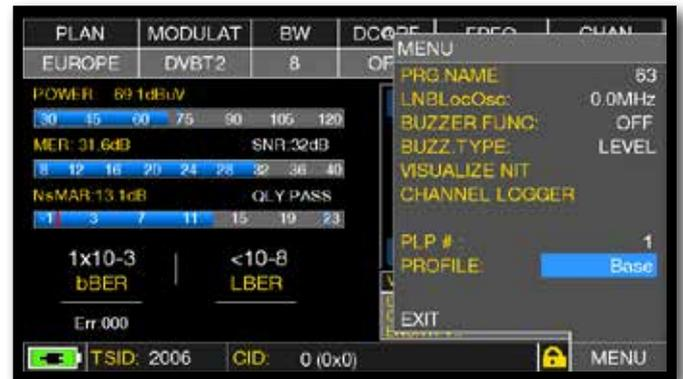 PLAN MODULAT BW
EUROPE DVBT2 8
POWER: 69.1dBuV
30 45 60 75 90 105 120
MER: 31.6dB SNR:32dB
8 12 16 20 24 28 32 36 40
NsMAR:13.1dB QLY:PASS
-1 3 7 11 15 19 23
1x10-3 <10-8
bBER LBER
Err:000
MENU
PRG NAME 63
LNBLocOsc: 0.0MHz
BUZZER FUNC: OFF
BUZZ.TYPE: LEVEL
VISUALIZE NIT
CHANNEL LOGGER
PLP #: 1
PROFILE: Base
EXIT
TSID: 2006 CID: 0 (0x0) MENU